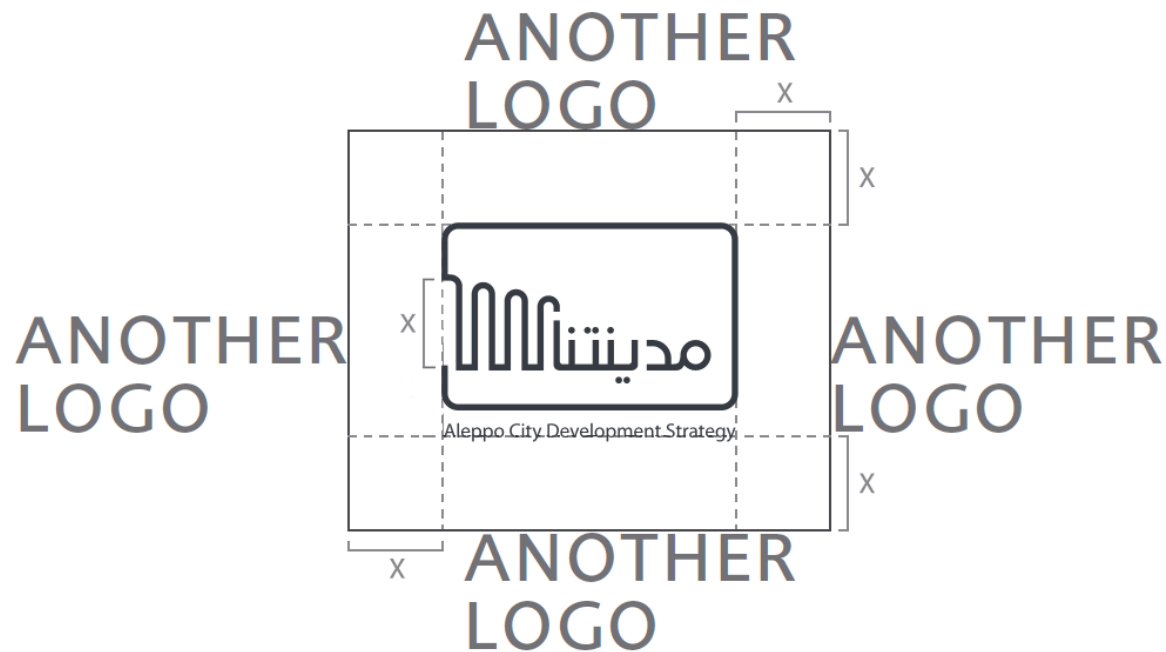 ANOTHER
LOGO
X
X
X
ANOTHER
LOGO
مدينتنا
ANOTHER
LOGO
Aleppo City Development Strategy
X
X
ANOTHER
LOGO